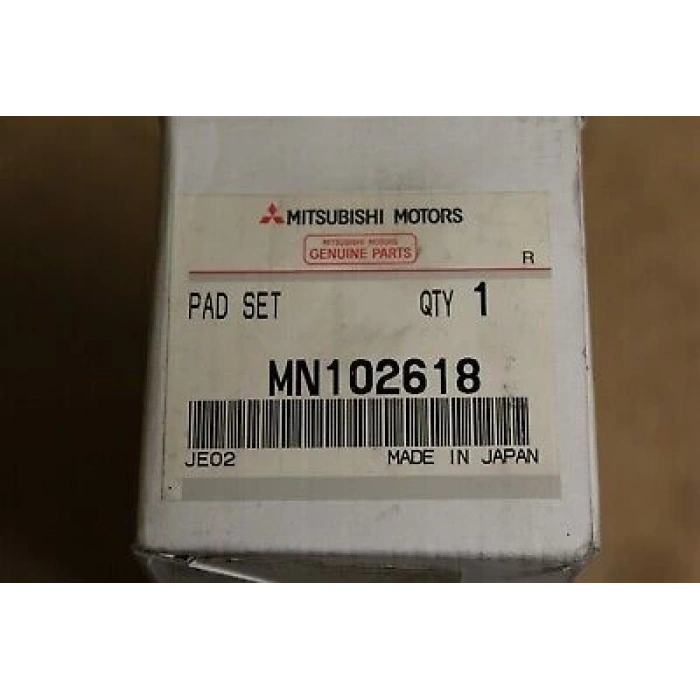 MITSUBISHI MOTORS
MITSUBISHI MOTORS
GENUINE PARTS
R
PAD SET QTY 1
MN102618
JE02 MADE IN JAPAN